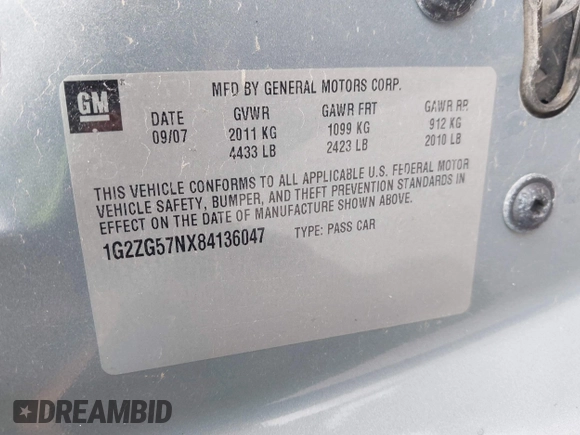 GM
MFD BY GENERAL MOTORS CORP.
DATE GVWR GAWR FRT GAWR RR
09/07 2011 KG 1099 KG 912 KG
4433 LB 2423 LB 2010 LB
THIS VEHICLE CONFORMS TO ALL APPLICABLE U.S. FEDERAL MOTOR
VEHICLE SAFETY, BUMPER, AND THEFT PREVENTION STANDARDS IN
EFFECT ON THE DATE OF MANUFACTURE SHOWN ABOVE.
1G2ZG57NX84136047 TYPE: PASS CAR
DREAMBID